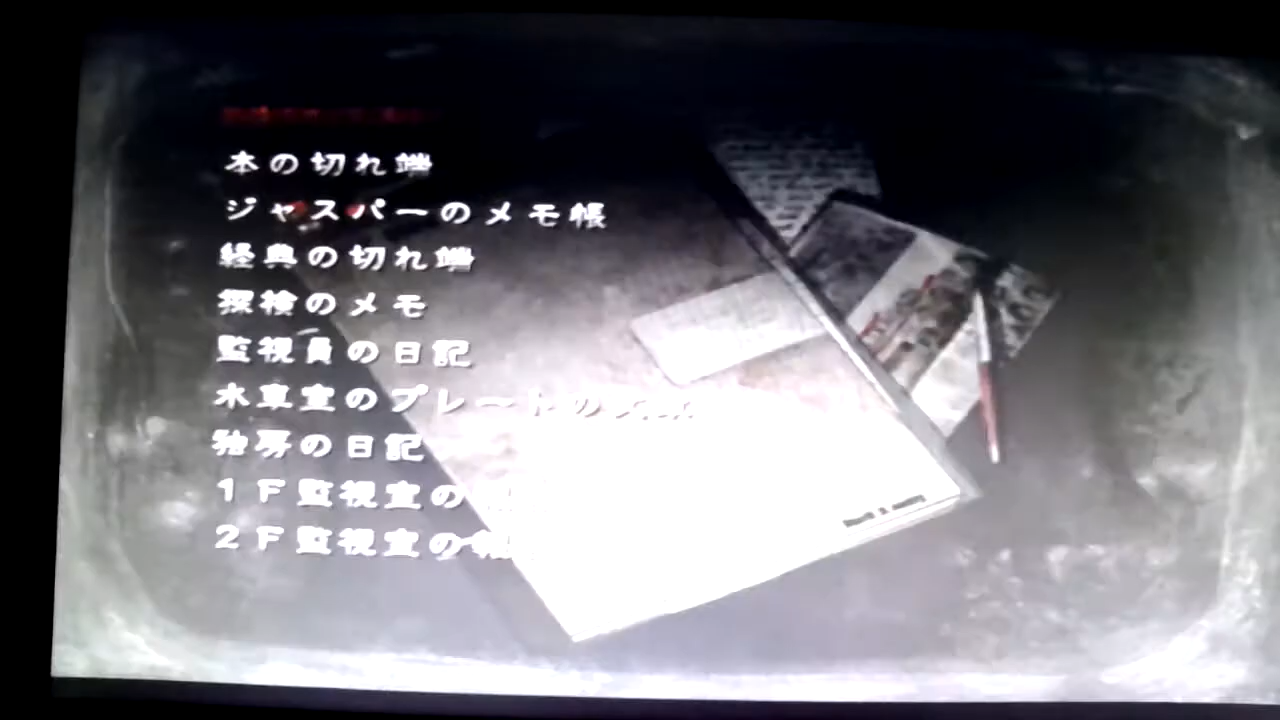 本の切れ端
ジャスパーのメモ帳
経典の切れ端
探検のメモ
監視員の日記
水車室のプレートの
独房の日記
1F監視室の
2F監視室の